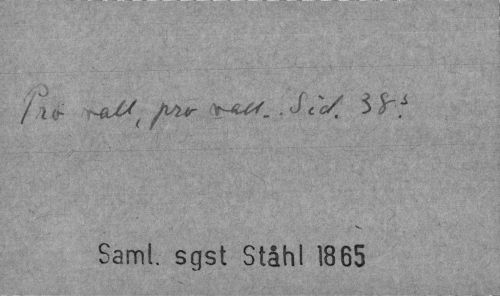 Pro vall, pro vall. Sid. 38.
Saml. sgst Ståhl 1865